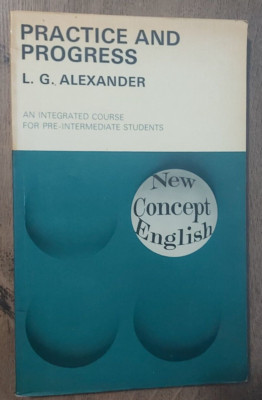 PRACTICE AND
PROGRESS
L. G. ALEXANDER
AN INTEGRATED COURSE
FOR PRE-INTERMEDIATE STUDENTS
New
Concept
English